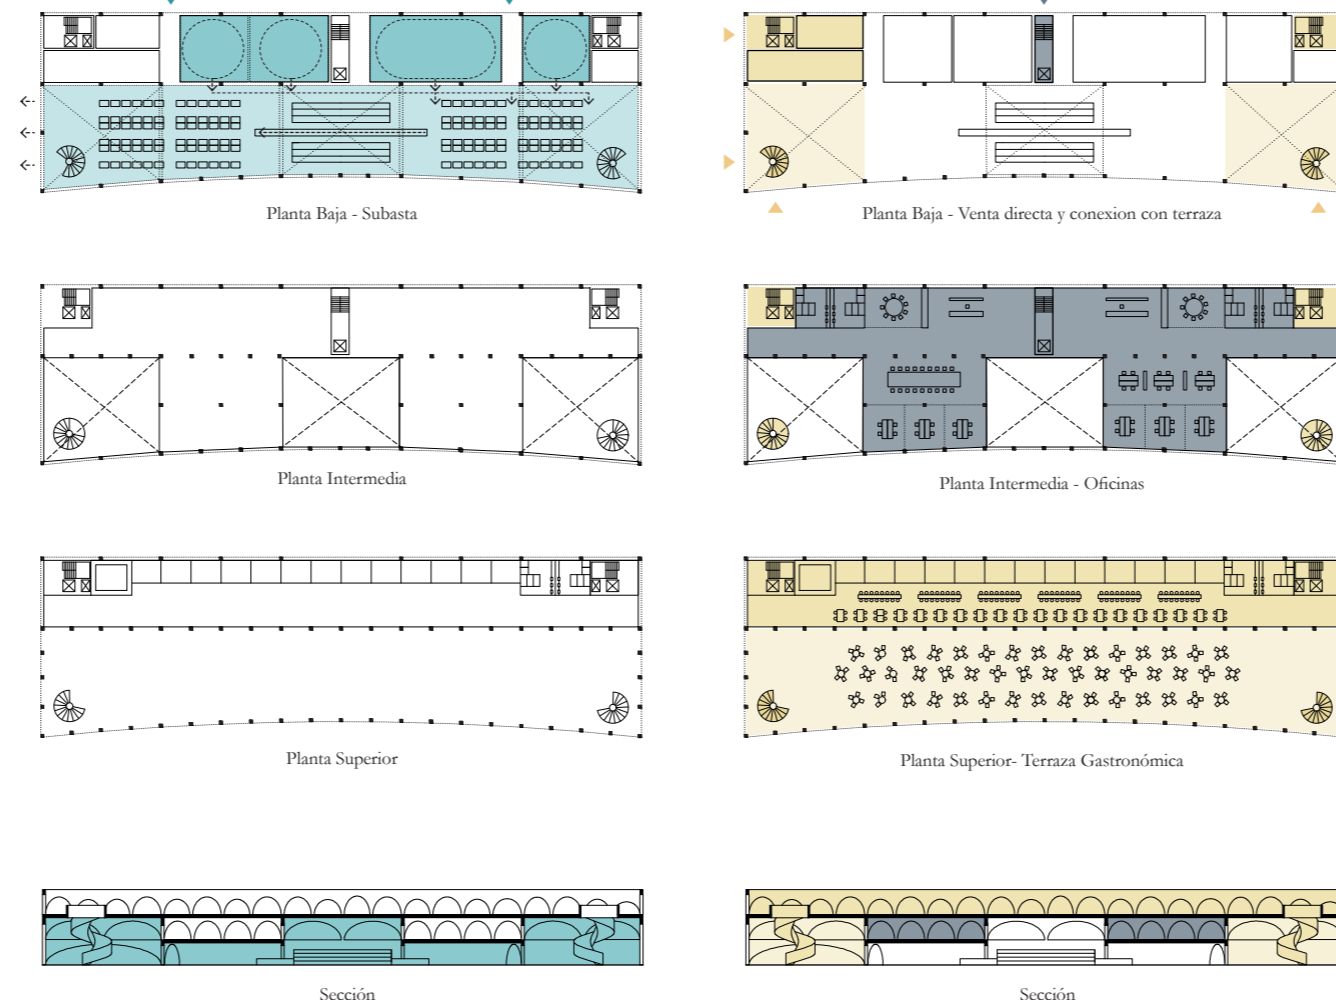 Planta Baja - Subasta
Planta Baja - Venta directa y conexion con terraza
Planta Intermedia
Planta Intermedia - Oficinas
Planta Superior
Planta Superior- Terraza Gastronómica
Sección
Sección